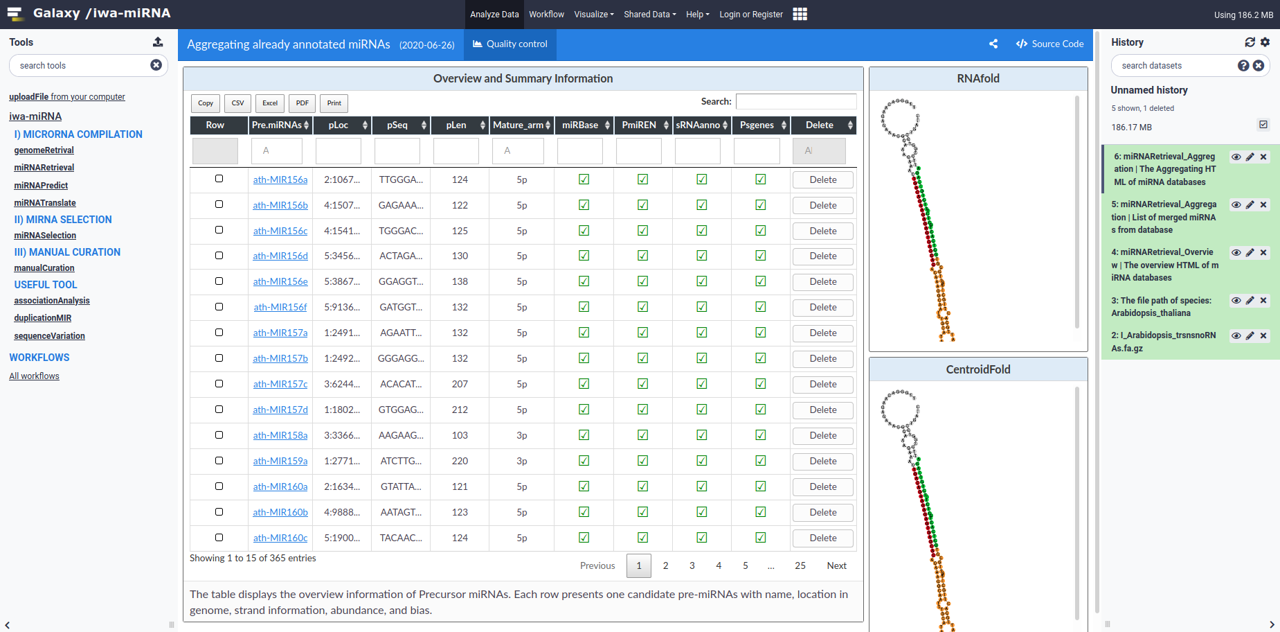 Galaxy /iwa-miRNA
Analyze Data Workflow Visualize Shared Data Help Login or Register
Using 186.2 MB
Tools
search tools
uploadFile from your computer
iwa-miRNA
I) MICRORNA COMPILATION
genomeRetrival
miRNARetrival
miRNAPredict
miRNATranslate
II) MIRNA SELECTION
miRNASelection
III) MANUAL CURATION
manualCuration
USEFUL TOOL
associationAnalysis
duplicationMIR
sequenceVariation
WORKFLOWS
All workflows
Aggregating already annotated miRNAs (2020-06-26) Quality control
Source Code
Overview and Summary Information
Copy CSV Excel PDF Print
Search:
Row Pre.miRNAs pLoc pSeq pLen Mature_arm miRBase PmiREN sRNAanno Psgenes Delete
A A Al
ath-MIR156a 2:1067... TTGGGA... 124 5p Delete
ath-MIR156b 4:1507... GAGAAA... 122 5p Delete
ath-MIR156c 4:1541... TGGGAC... 125 5p Delete
ath-MIR156d 5:3456... ACTAGA... 130 5p Delete
ath-MIR156e 5:3867... GGAGGT... 138 5p Delete
ath-MIR156f 5:9136... GATGGT... 132 5p Delete
ath-MIR157a 1:2491... AGAATT... 132 5p Delete
ath-MIR157b 1:2492... GGGAGG... 132 5p Delete
ath-MIR157c 3:6244... ACACAT... 207 5p Delete
ath-MIR157d 1:1802... GTGGAG... 212 5p Delete
ath-MIR158a 3:3366... AAGAAG... 103 3p Delete
ath-MIR159a 1:2771... ATCTTG... 220 3p Delete
ath-MIR160a 2:1634... GTATTA... 121 5p Delete
ath-MIR160b 4:9888... AATAGT... 123 5p Delete
ath-MIR160c 5:1900... TACAAC... 124 5p Delete
Showing 1 to 15 of 365 entries
Previous 1 2 3 4 5 ... 25 Next
The table displays the overview information of Precursor miRNAs. Each row presents one candidate pre-miRNAs with name, location in
genome, strand information, abundance, and bias.
RNAfold
CentroidFold
History
search datasets
Unnamed history
5 shown, 1 deleted
186.17 MB
6: miRNARetrieval_Aggreg
ation | The Aggregating HT
ML of miRNA databases
5: miRNARetrieval_Aggrega
tion | List of merged miRNA
s from database
4: miRNARetrieval_Overvie
w | The overview HTML of m
iRNA databases
3: The file path of species:
Arabidopsis_thaliana
2: l_Arabidopsis_trsnsnoRN
As.fa.gz